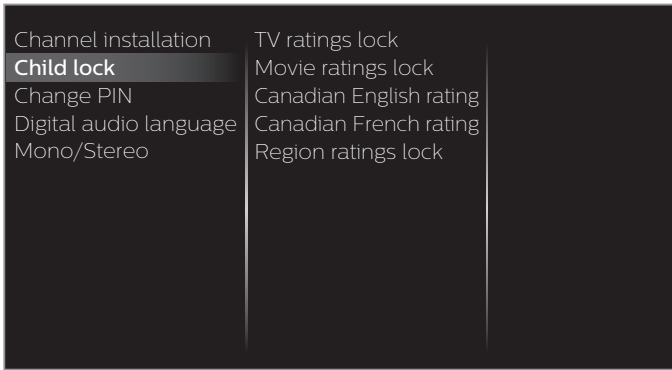 Channel installation
Child lock
Change PIN
Digital audio language
Mono/Stereo
TV ratings lock
Movie ratings lock
Canadian English rating
Canadian French rating
Region ratings lock